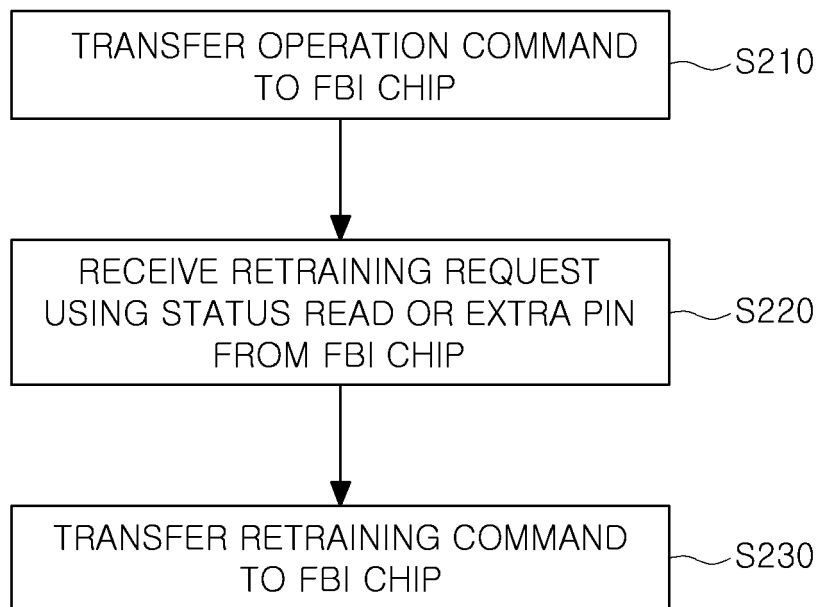 TRANSFER OPERATION COMMAND
TO FBI CHIP
S210
RECEIVE RETRAINING REQUEST
USING STATUS READ OR EXTRA PIN
FROM FBI CHIP
S220
TRANSFER RETRAINING COMMAND
TO FBI CHIP
S230